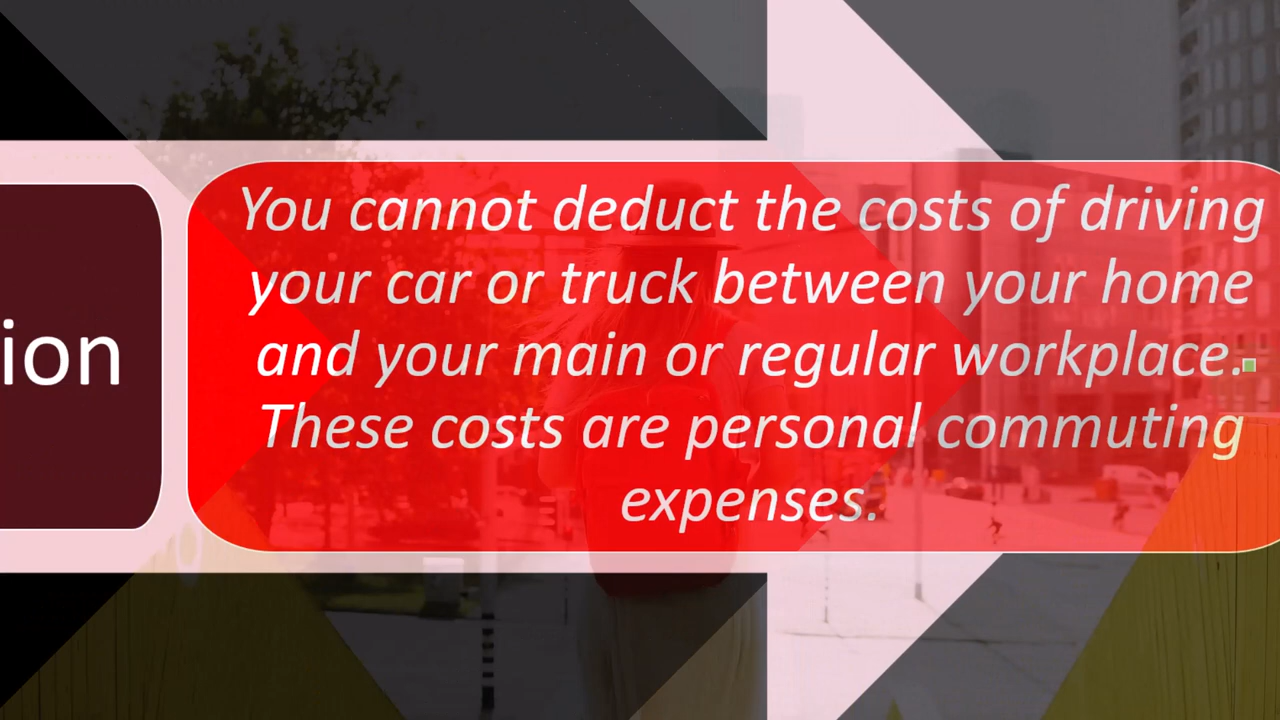 ion
You cannot deduct the costs of driving
your car or truck between your home
and your main or regular workplace.
These costs are personal commuting
expenses.